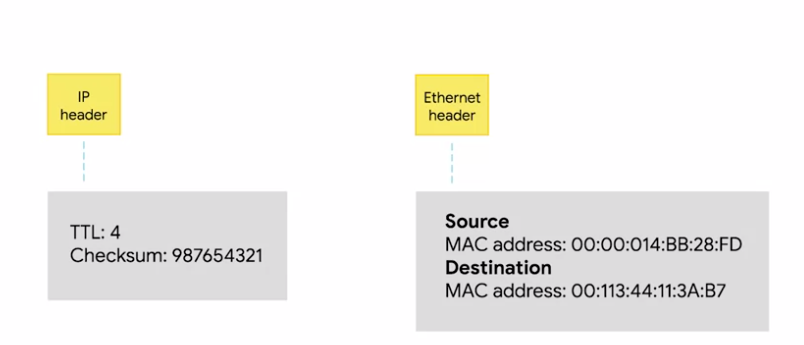 IP
header
Ethernet
header
TTL: 4
Checksum: 987654321
Source
MAC address: 00:00:014:BB:28:FD
Destination
MAC address: 00:113:44:11:3A:B7